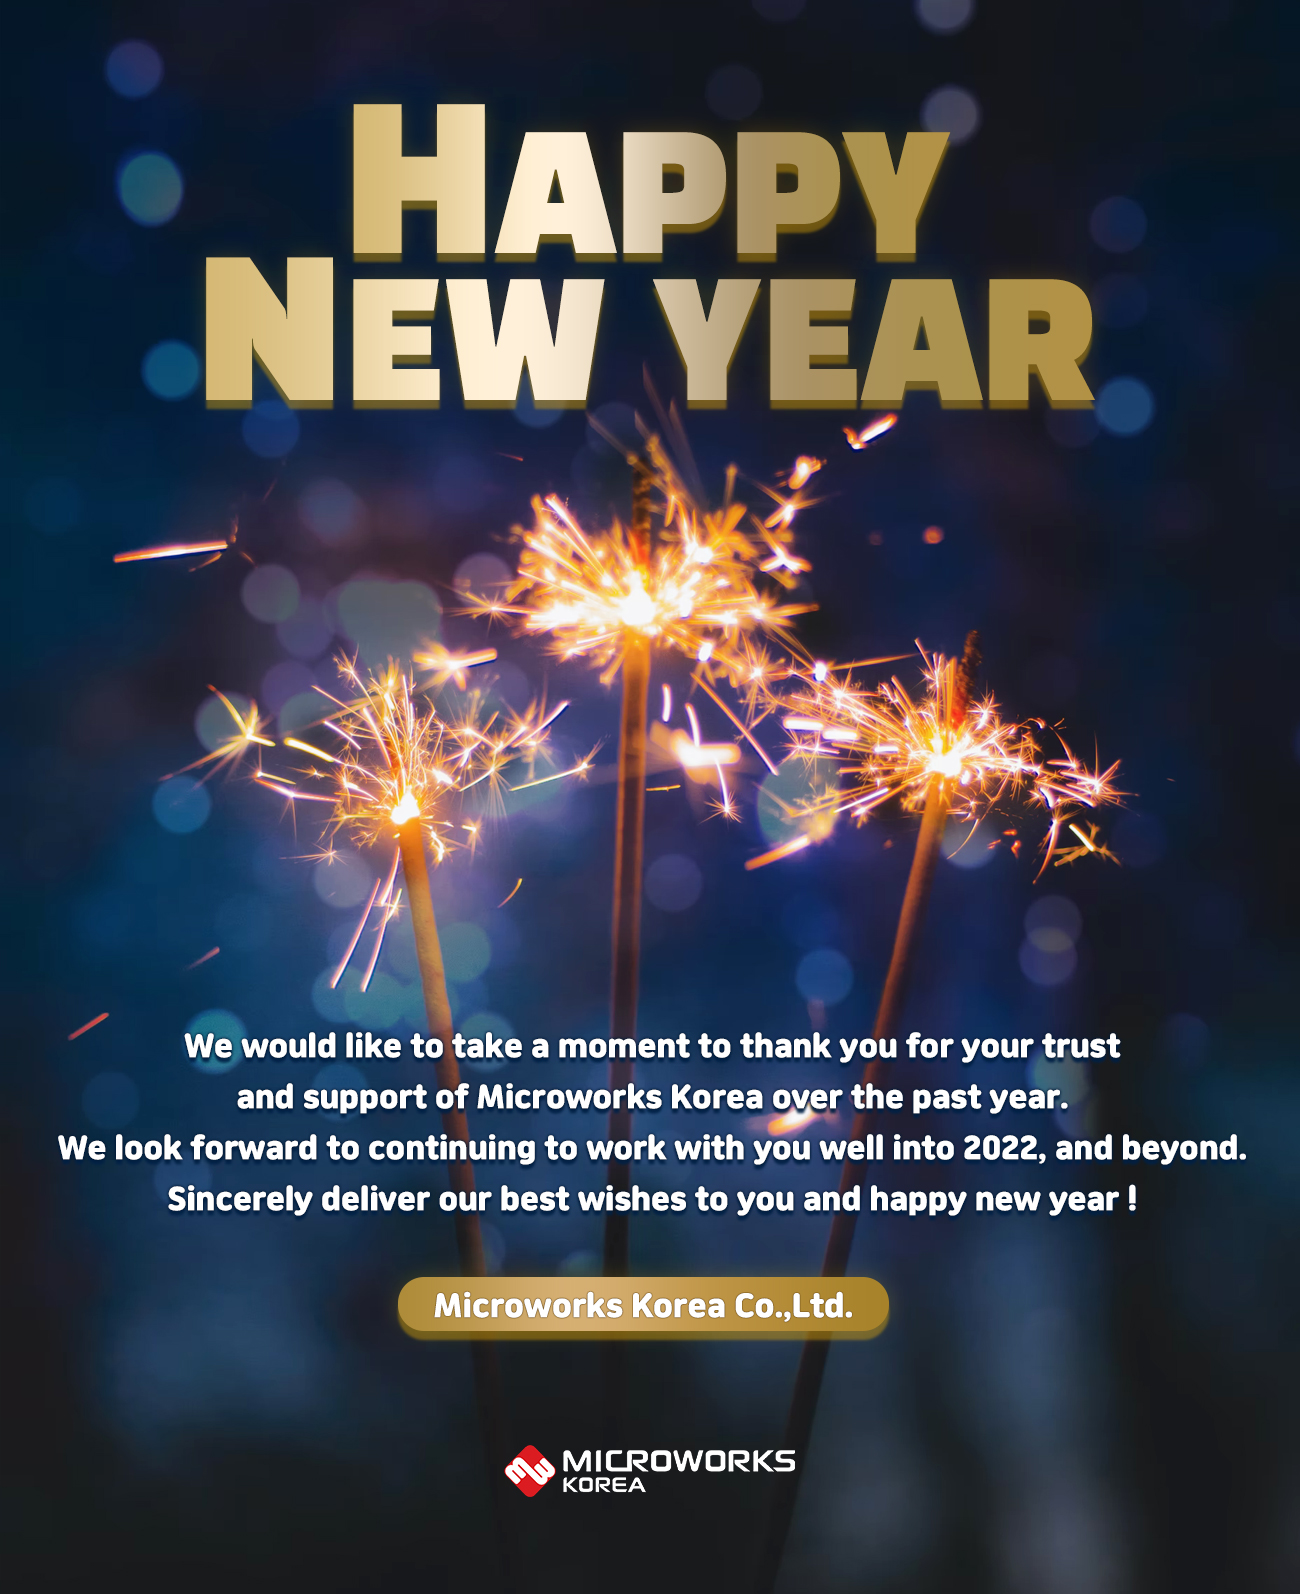 HAPPY
NEW YEAR
We would like to take a moment to thank you for your trust
and support of Microworks Korea over the past year.
We look forward to continuing to work with you well into 2022, and beyond.
Sincerely deliver our best wishes to you and happy new year !
Microworks Korea Co.,Ltd.
MICROWORKS
KOREA